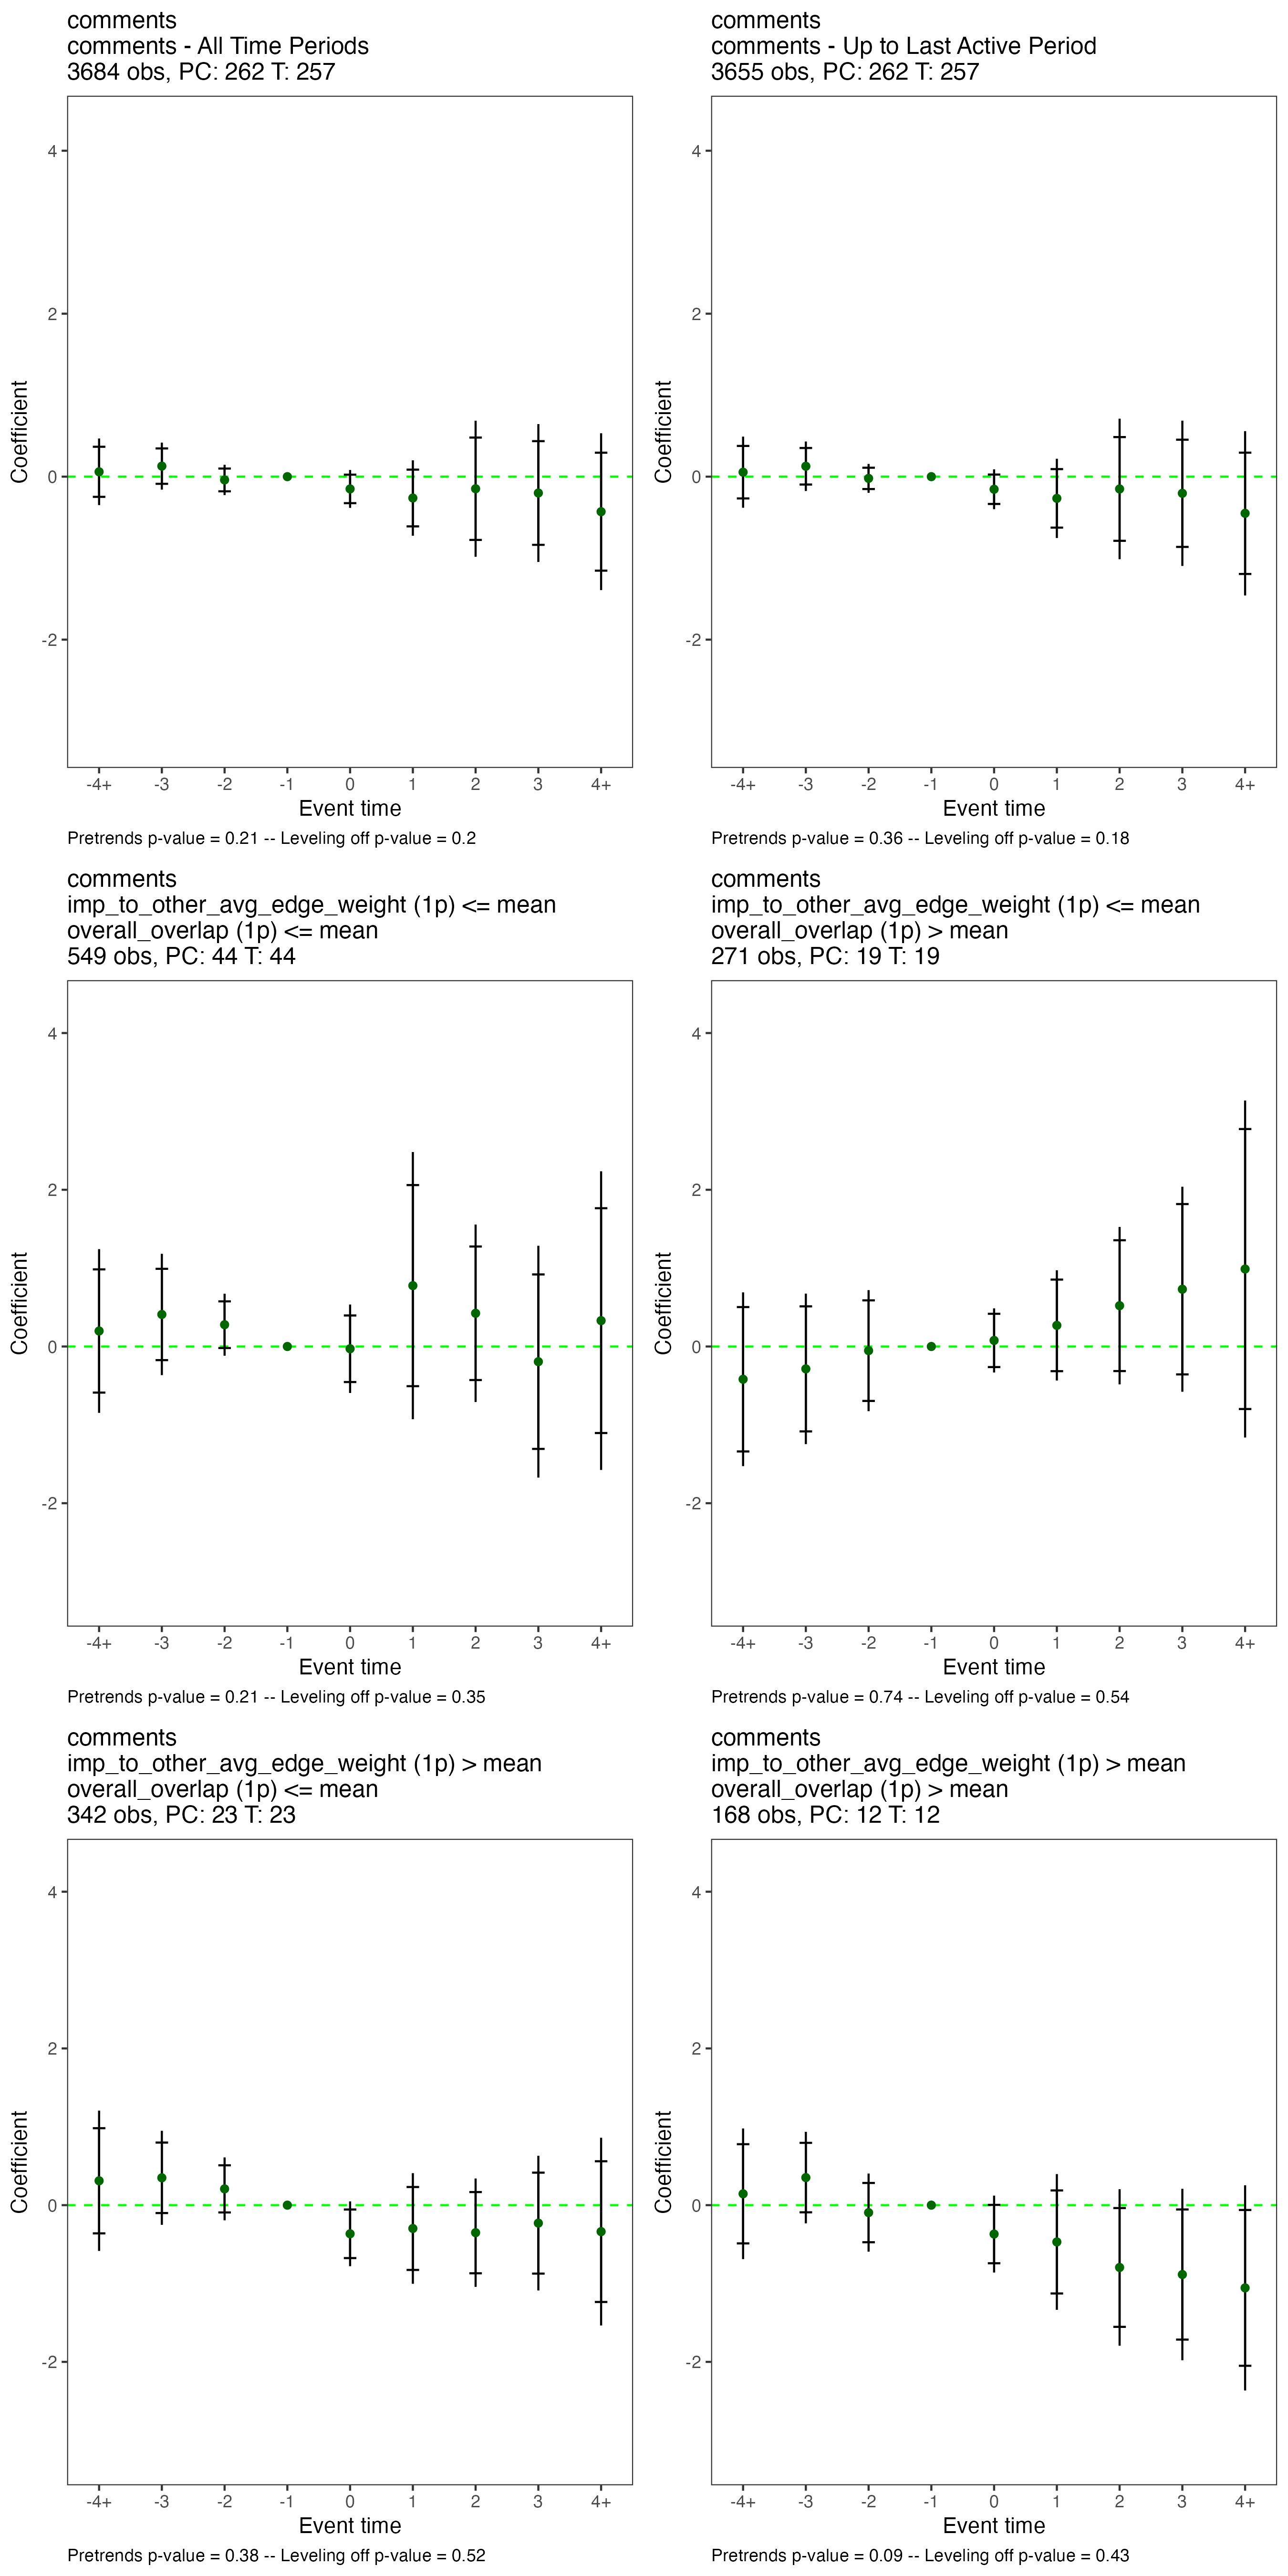 comments
comments - All Time Periods
3684 obs, PC: 262 T: 257
4
2
0
-2
Coefficient
-4+ -3 -2 -1 0 1 2 3 4+
Event time
Pretrends p-value = 0.21 -- Leveling off p-value = 0.2
comments
comments - Up to Last Active Period
3655 obs, PC: 262 T: 257
4
2
0
-2
Coefficient
-4+ -3 -2 -1 0 1 2 3 4+
Event time
Pretrends p-value = 0.36 -- Leveling off p-value = 0.18
comments
imp_to_other_avg_edge_weight (1p) <= mean
overall_overlap (1p) <= mean
549 obs, PC: 44 T: 44
4
2
0
-2
Coefficient
-4+ -3 -2 -1 0 1 2 3 4+
Event time
Pretrends p-value = 0.21 -- Leveling off p-value = 0.35
comments
imp_to_other_avg_edge_weight (1p) <= mean
overall_overlap (1p) > mean
271 obs, PC: 19 T: 19
4
2
0
-2
Coefficient
-4+ -3 -2 -1 0 1 2 3 4+
Event time
Pretrends p-value = 0.74 -- Leveling off p-value = 0.54
comments
imp_to_other_avg_edge_weight (1p) > mean
overall_overlap (1p) <= mean
342 obs, PC: 23 T: 23
4
2
0
-2
Coefficient
-4+ -3 -2 -1 0 1 2 3 4+
Event time
Pretrends p-value = 0.38 -- Leveling off p-value = 0.52
comments
imp_to_other_avg_edge_weight (1p) > mean
overall_overlap (1p) > mean
168 obs, PC: 12 T: 12
4
2
0
-2
Coefficient
-4+ -3 -2 -1 0 1 2 3 4+
Event time
Pretrends p-value = 0.09 -- Leveling off p-value = 0.43